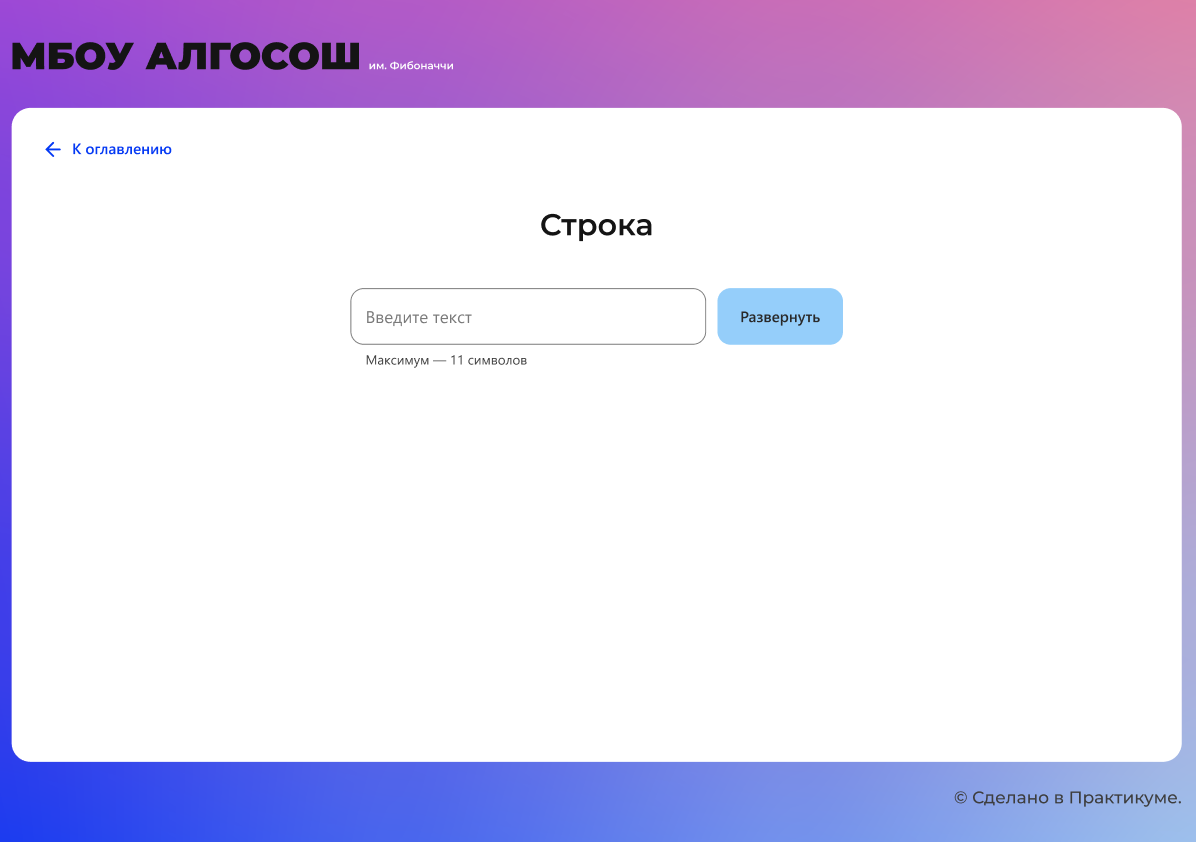 МБОУ АЛГОСОШ им. Фибоначчи
К оглавлению
Строка
Введите текст
Развернуть
Максимум — 11 символов
© Сделано в Практикуме.